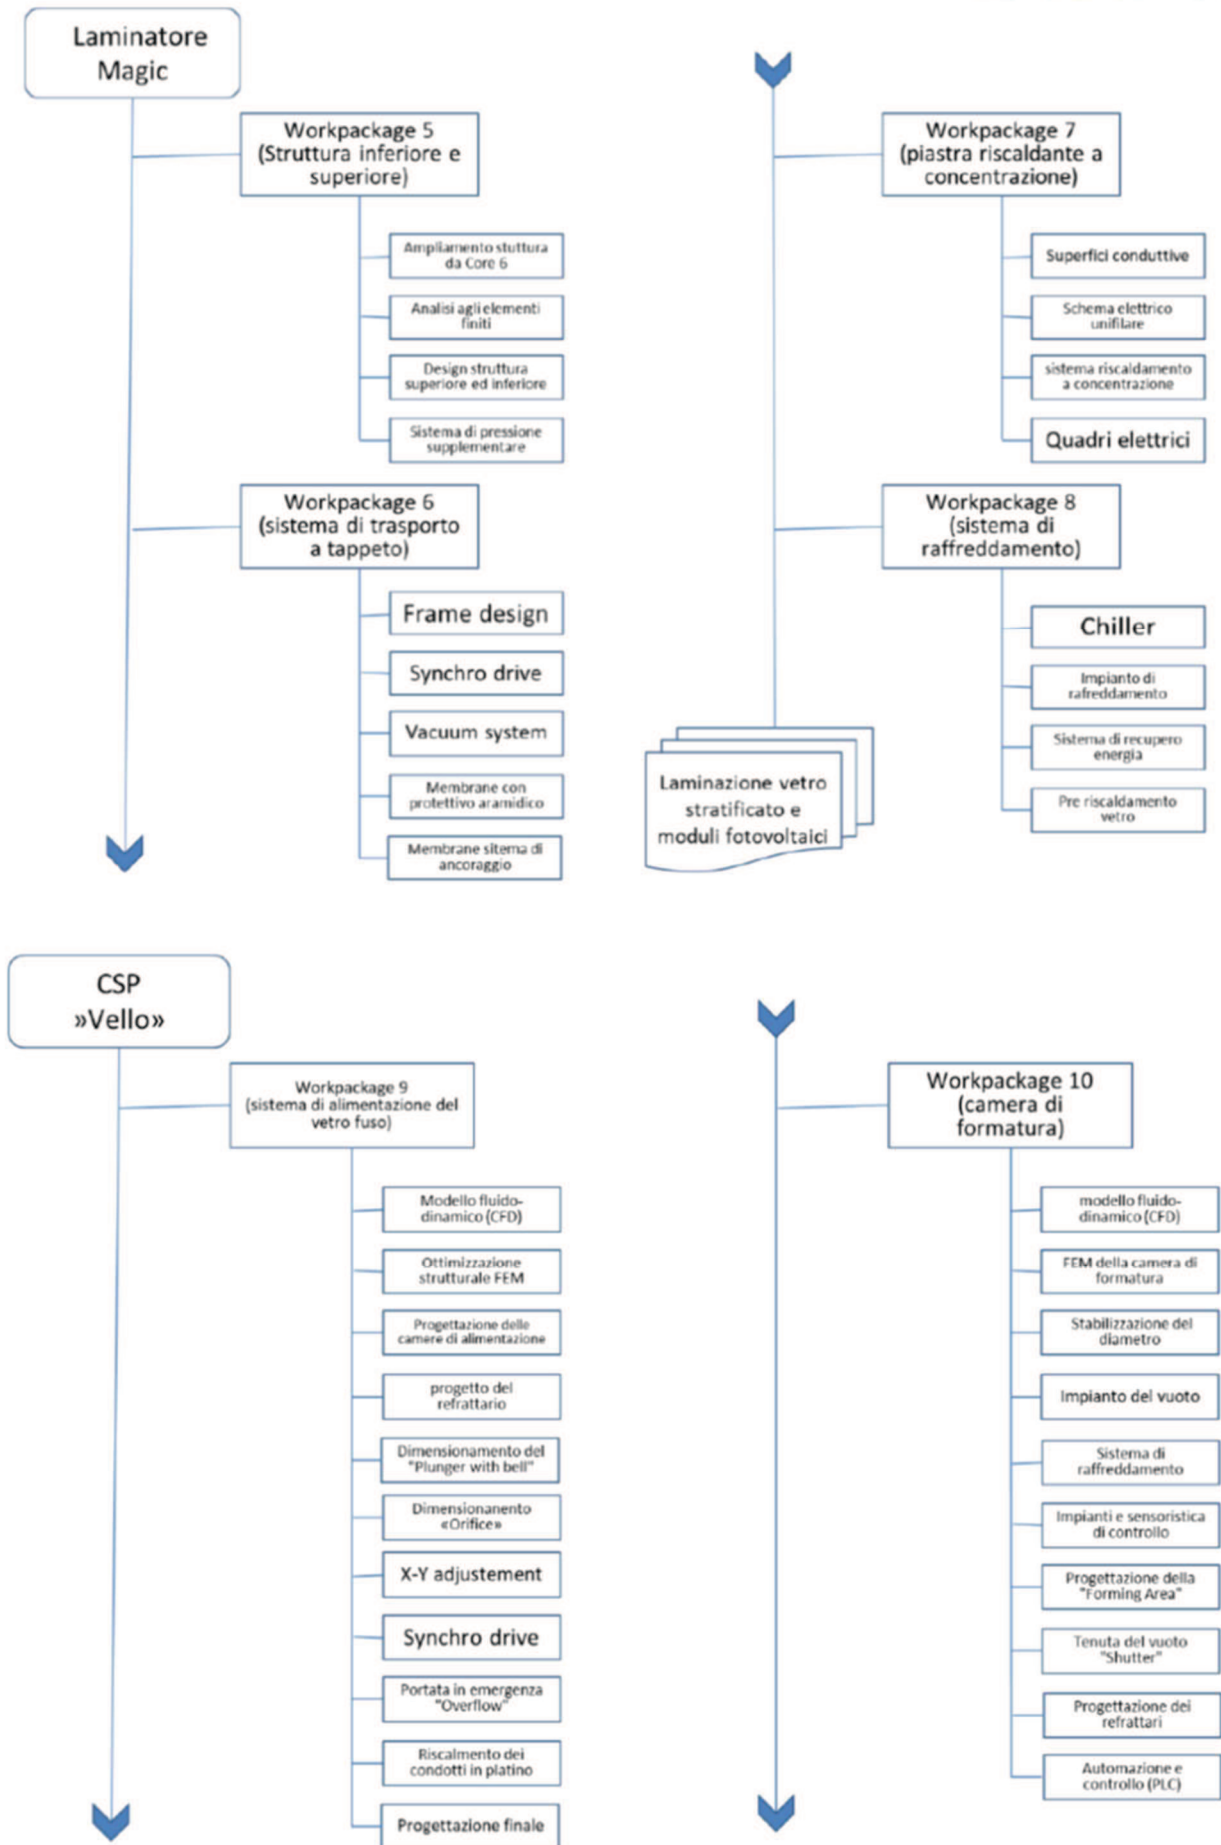 Laminatore
Magic
Workpackage 5
(Struttura inferiore e
superiore)
Ampliamento stuttura
da Core 6
Analisi agli elementi
finiti
Design struttura
superiore ed inferiore
Sistema di pressione
supplementare
Workpackage 6
(sistema di trasporto
a tappeto)
Frame design
Synchro drive
Vacuum system
Membrane con
protettivo aramidico
Membrane sitema di
ancoraggio
Workpackage 7
(piastra riscaldante a
concentrazione)
Superfici conduttive
Schema elettrico
unifilare
sistema riscaldamento
a concentrazione
Quadri elettrici
Workpackage 8
(sistema di
raffreddamento)
Chiller
Impianto di
rafreddamento
Sistema di recupero
energia
Pre riscaldamento
vetro
Laminazione vetro
stratificato e
moduli fotovoltaici
CSP
»Vello»
Workpackage 9
(sistema di alimentazione del
vetro fuso)
Modello fluido-
dinamico (CFD)
Ottimizzazione
strutturale FEM
Progettazione delle
camere di alimentazione
progetto del
refrattario
Dimensionamento del
"Plunger with bell"
Dimensionanento
«Orifice»
X-Y adjustement
Synchro drive
Portata in emergenza
"Overflow"
Riscalmento dei
condotti in platino
Progettazione finale
Workpackage 10
(camera di
formatura)
modello fluido-
dinamico (CFD)
FEM della camera di
formatura
Stabilizzazione del
diametro
Impianto del vuoto
Sistema di
raffreddamento
Impianti e sensoristica
di controllo
Progettazione della
"Forming Area"
Tenuta del vuoto
"Shutter"
Progettazione dei
refrattari
Automazione e
controllo (PLC)